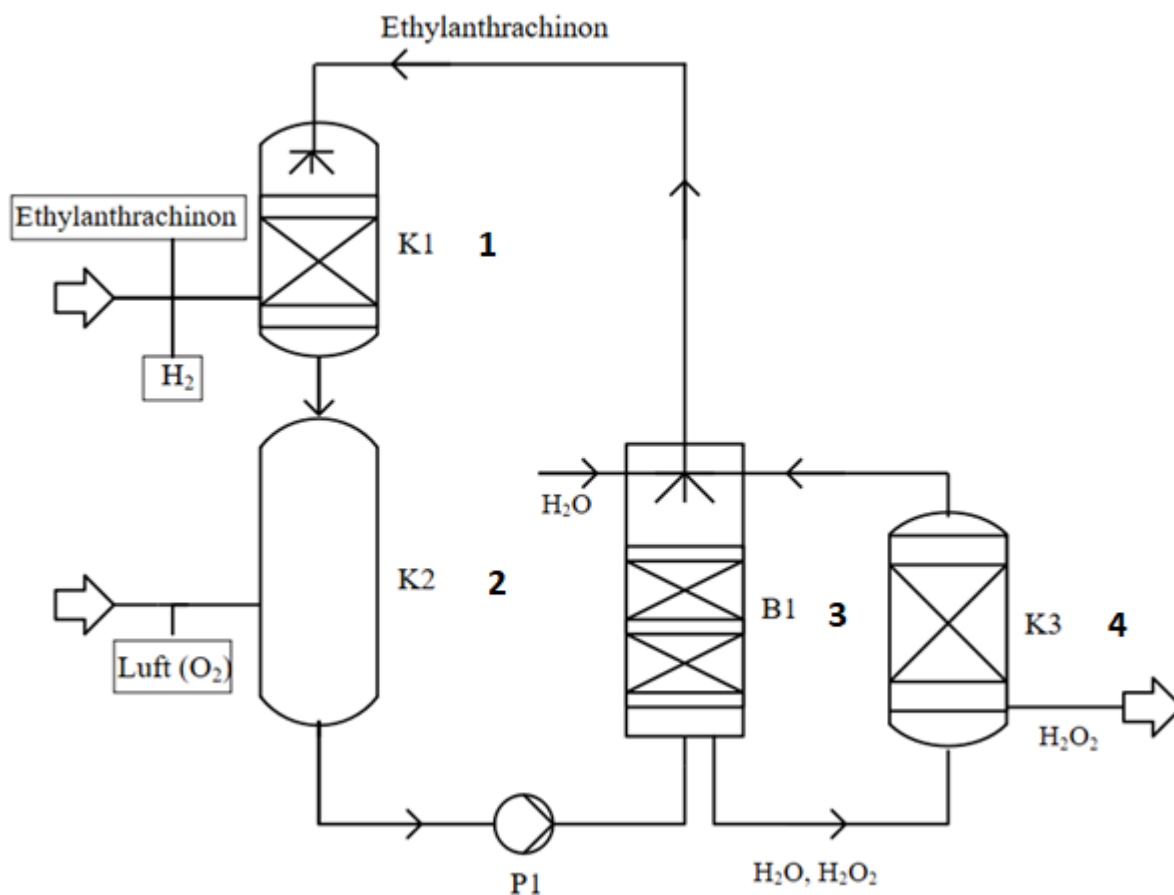 Ethylanthrachinon
Ethylanthrachinon
K1 1
H₂
H₂O
K2 2
B1 3
K3 4
Luft (O₂)
H₂O₂
P1
H₂O, H₂O₂